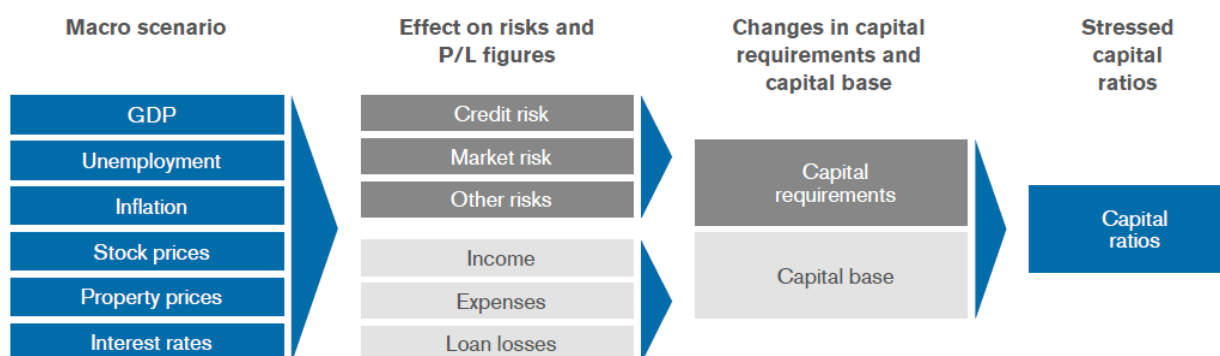 Macro scenario
Effect on risks and
P/L figures
Changes in capital
requirements and
capital base
Stressed
capital
ratios
GDP
Unemployment
Inflation
Stock prices
Property prices
Interest rates
Credit risk
Market risk
Other risks
Income
Expenses
Loan losses
Capital
requirements
Capital base
Capital
ratios